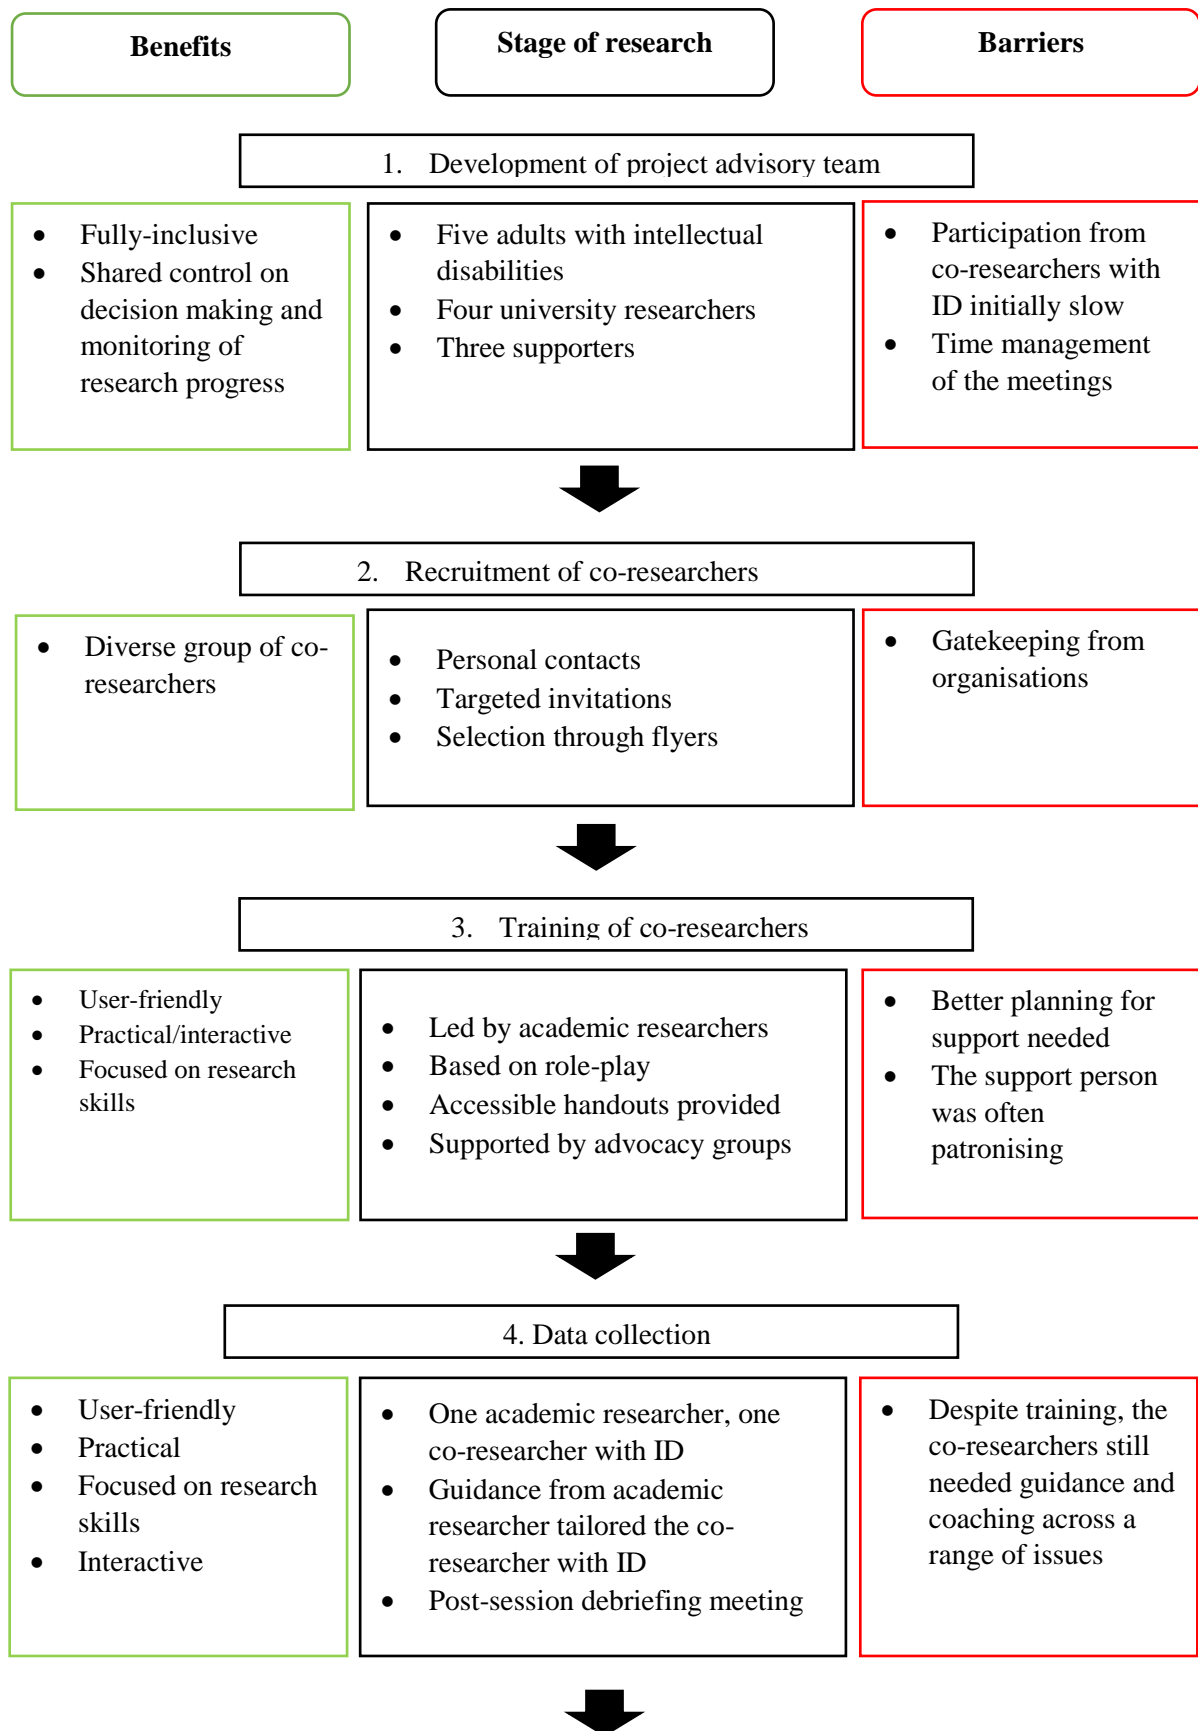 Benefits
Stage of research
Barriers
1. Development of project advisory team
• Fully-inclusive
• Shared control on
decision making and
monitoring of
research progress
• Five adults with intellectual
disabilities
• Four university researchers
• Three supporters
• Participation from
co-researchers with
ID initially slow
• Time management
of the meetings
2. Recruitment of co-researchers
• Diverse group of co-
researchers
• Personal contacts
• Targeted invitations
• Selection through flyers
• Gatekeeping from
organisations
3. Training of co-researchers
• User-friendly
• Practical/interactive
• Focused on research
skills
• Led by academic researchers
• Based on role-play
• Accessible handouts provided
• Supported by advocacy groups
• Better planning for
support needed
• The support person
was often
patronising
4. Data collection
• User-friendly
• Practical
• Focused on research
skills
• Interactive
• One academic researcher, one
co-researcher with ID
• Guidance from academic
researcher tailored the co-
researcher with ID
• Post-session debriefing meeting
• Despite training, the
co-researchers still
needed guidance and
coaching across a
range of issues